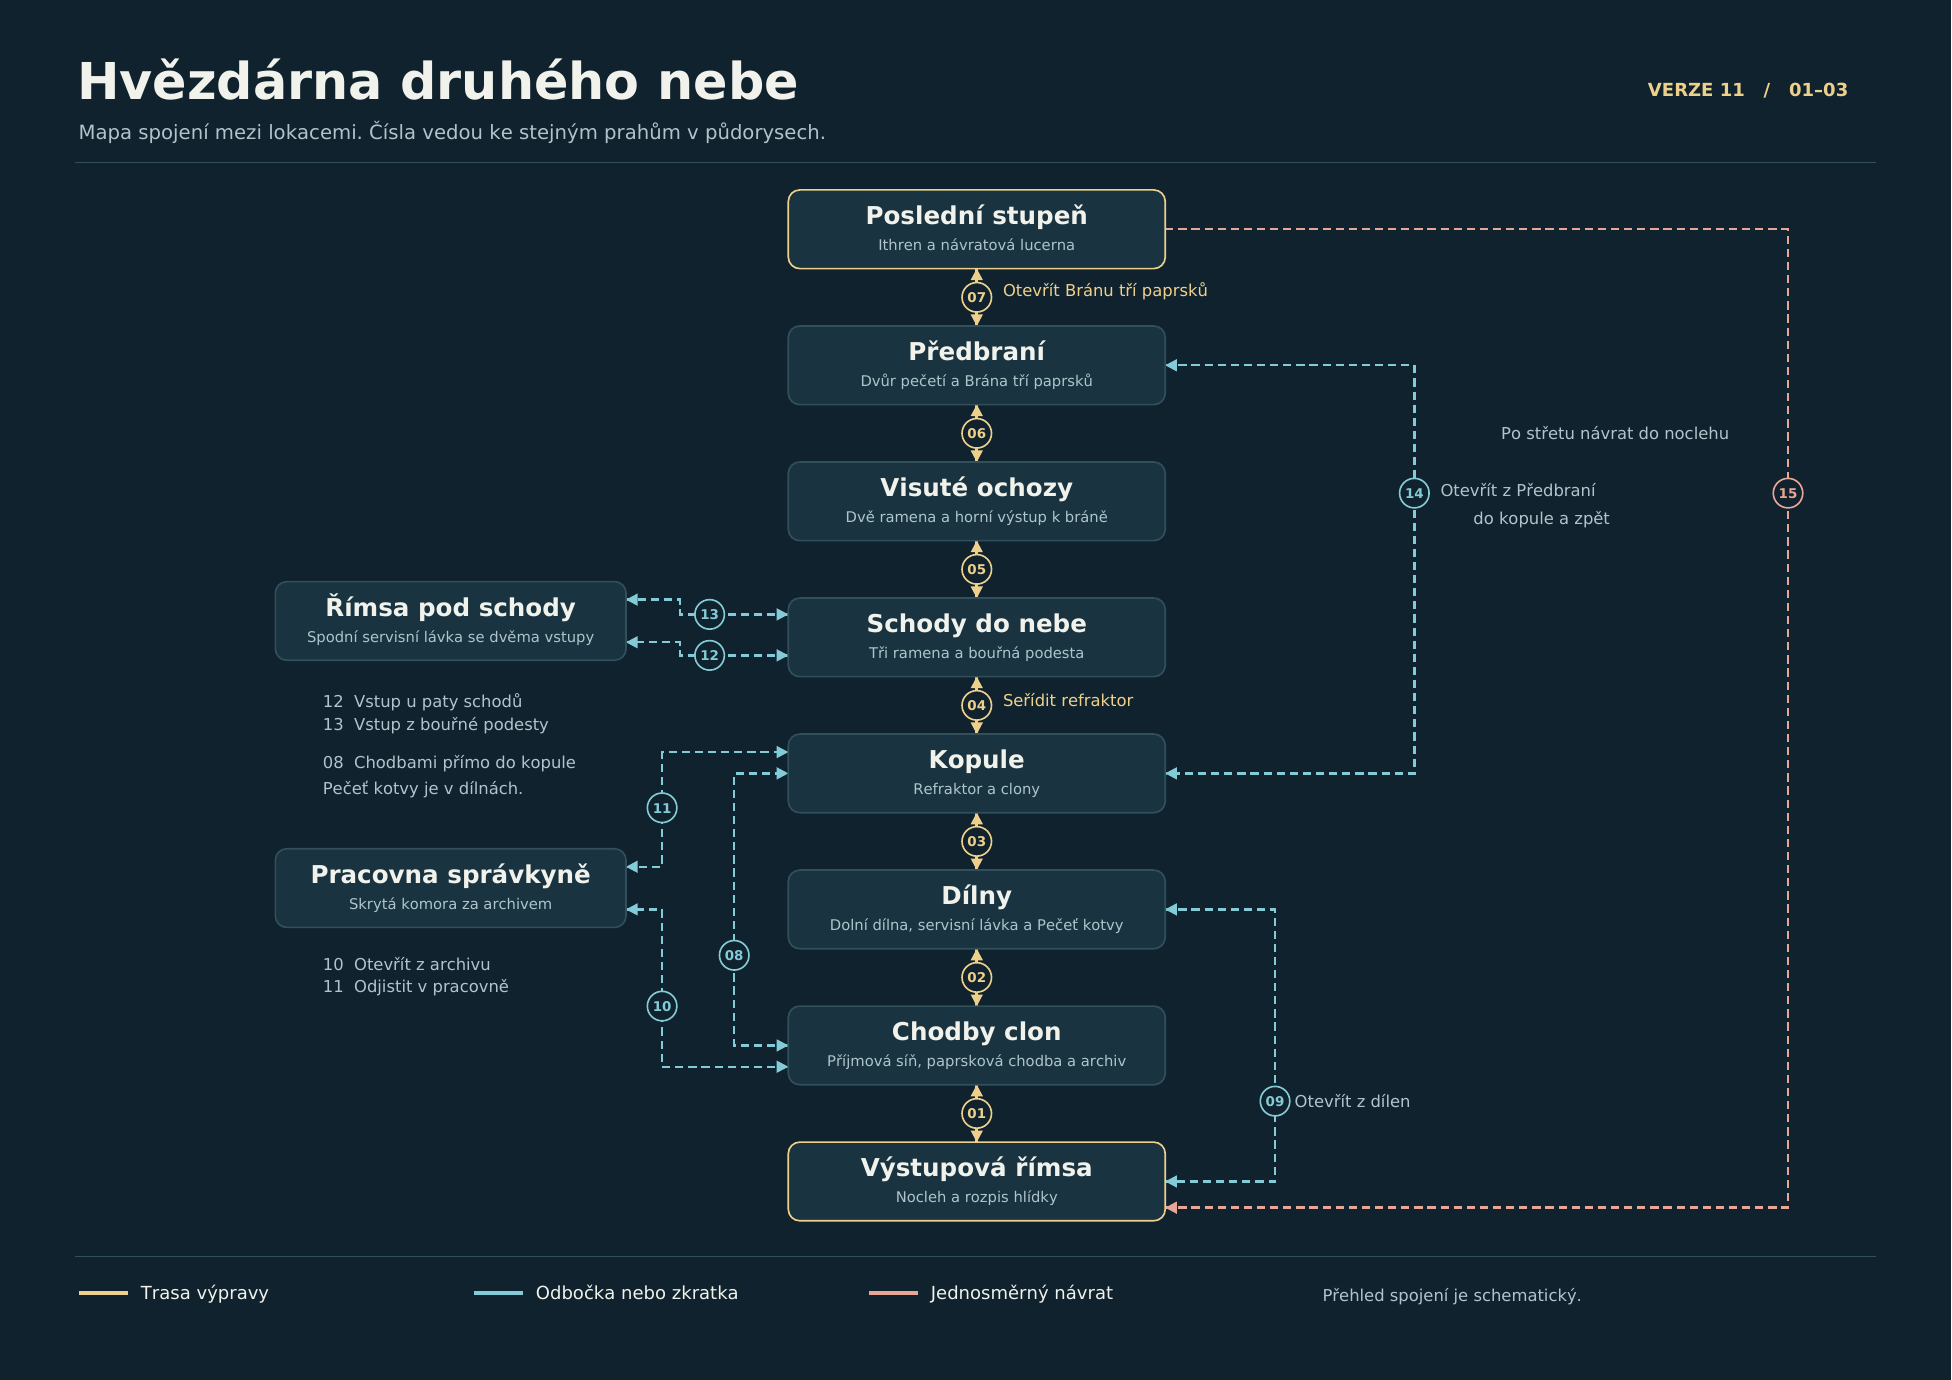 Hvězdárna druhého nebe
VERZE 11 / 01–03
Mapa spojení mezi lokacemi. Čísla vedou ke stejným prahům v půdorysech.
Poslední stupeň
Ithren a návratová lucerna
07 Otevřít Bránu tří paprsků
Předbraní
Dvůr pečetí a Brána tří paprsků
06
Po střetu návrat do noclehu
Visuté ochozy
Dvě ramena a horní výstup k bráně
14 Otevřít z Předbraní
do kopule a zpět
15
05
Římsa pod schody
Spodní servisní lávka se dvěma vstupy
13
12
Schody do nebe
Tři ramena a bouřná podesta
12 Vstup u paty schodů
13 Vstup z bouřné podesty
04 Seřídit refraktor
08 Chodbami přímo do kopule
Pečeť kotvy je v dílnách.
Kopule
Refraktor a clony
11
03
Pracovna správkyně
Skrytá komora za archivem
Dílny
Dolní dílna, servisní lávka a Pečeť kotvy
08
10 Otevřít z archivu
11 Odjistit v pracovně
02
10
Chodby clon
Příjmová síň, paprsková chodba a archiv
01
09 Otevřít z dílen
Výstupová římsa
Nocleh a rozpis hlídky
Trasa výpravy
Odbočka nebo zkratka
Jednosměrný návrat
Přehled spojení je schematický.